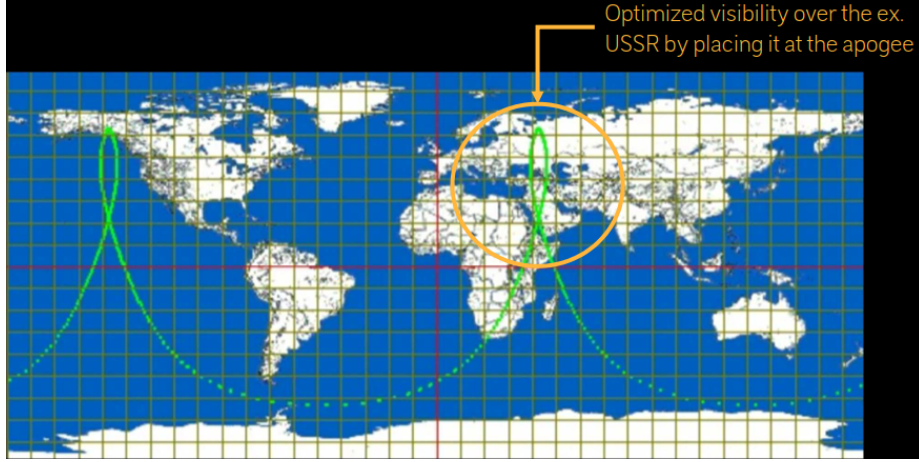 Optimized visibility over the ex.
USSR by placing it at the apogee